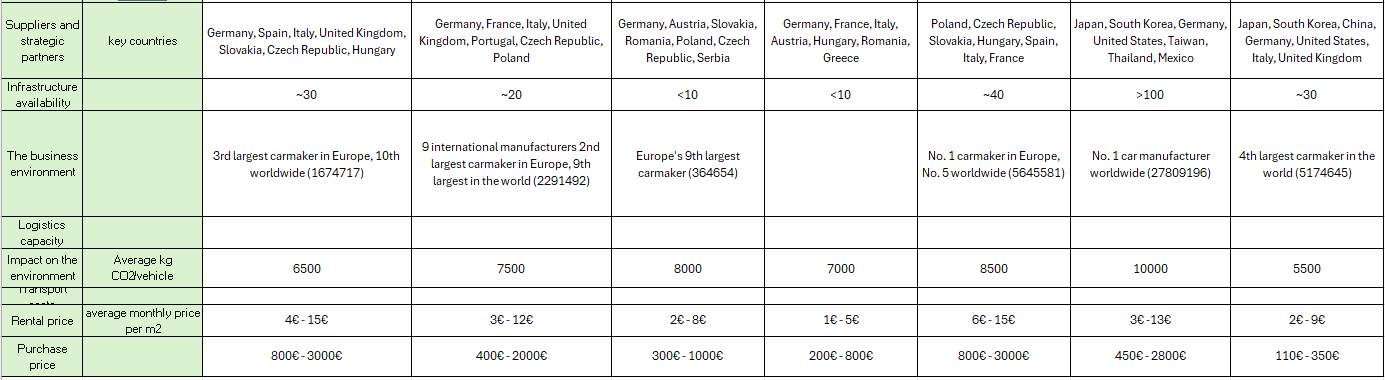 Suppliers and
strategic
partners
key countries
Germany, Spain, Italy, United Kingdom,
Slovakia, Czech Republic, Hungary
Germany, France, Italy, United
Kingdom, Portugal, Czech Republic,
Poland
Germany, Austria, Slovakia,
Romania, Poland, Czech
Republic, Serbia
Germany, France, Italy,
Austria, Hungary, Romania,
Greece
Poland, Czech Republic,
Slovakia, Hungary, Spain,
Italy, France
Japan, South Korea, Germany,
United States, Taiwan,
Thailand, Mexico
Japan, South Korea, China,
Germany, United States,
Italy, United Kingdom
Infrastructure
availability
~30
~20
<10
<10
~40
>100
~30
The business
environment
3rd largest carmaker in Europe, 10th
worldwide (1674717)
9 international manufacturers 2nd
largest carmaker in Europe, 9th
largest in the world (2291492)
Europe's 9th largest
carmaker (364654)
No. 1 carmaker in Europe,
No. 5 worldwide (5645581)
No. 1 car manufacturer
worldwide (27809196)
4th largest carmaker in the
world (5174645)
Logistics
capacity
Impact on the
environment
Average kg
CO2/vehicle
6500
7500
8000
7000
8500
10000
5500
Transport
Rental price
average monthly price
per m2
4€ - 15€
3€ - 12€
2€ - 8€
1€ - 5€
6€ - 15€
3€ -13€
2€ - 9€
Purchase
price
800€ - 3000€
400€ - 2000€
300€ - 1000€
200€ - 800€
800€ - 3000€
450€ - 2800€
110€ - 350€